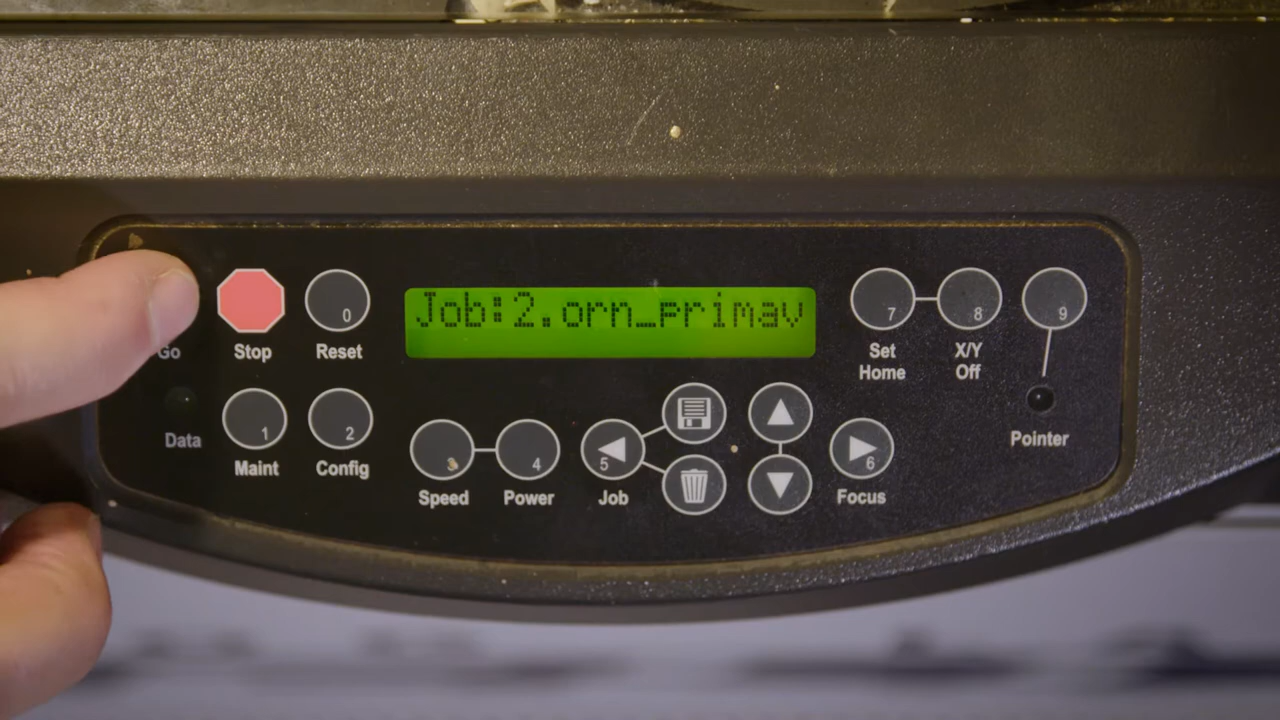 Job:2.orn_primav
Go
Stop
0
Reset
7
8
9
Set
Home
X/Y
Off
Data
1
Maint
2
Config
3
Speed
4
Power
5
Job
6
Focus
Pointer